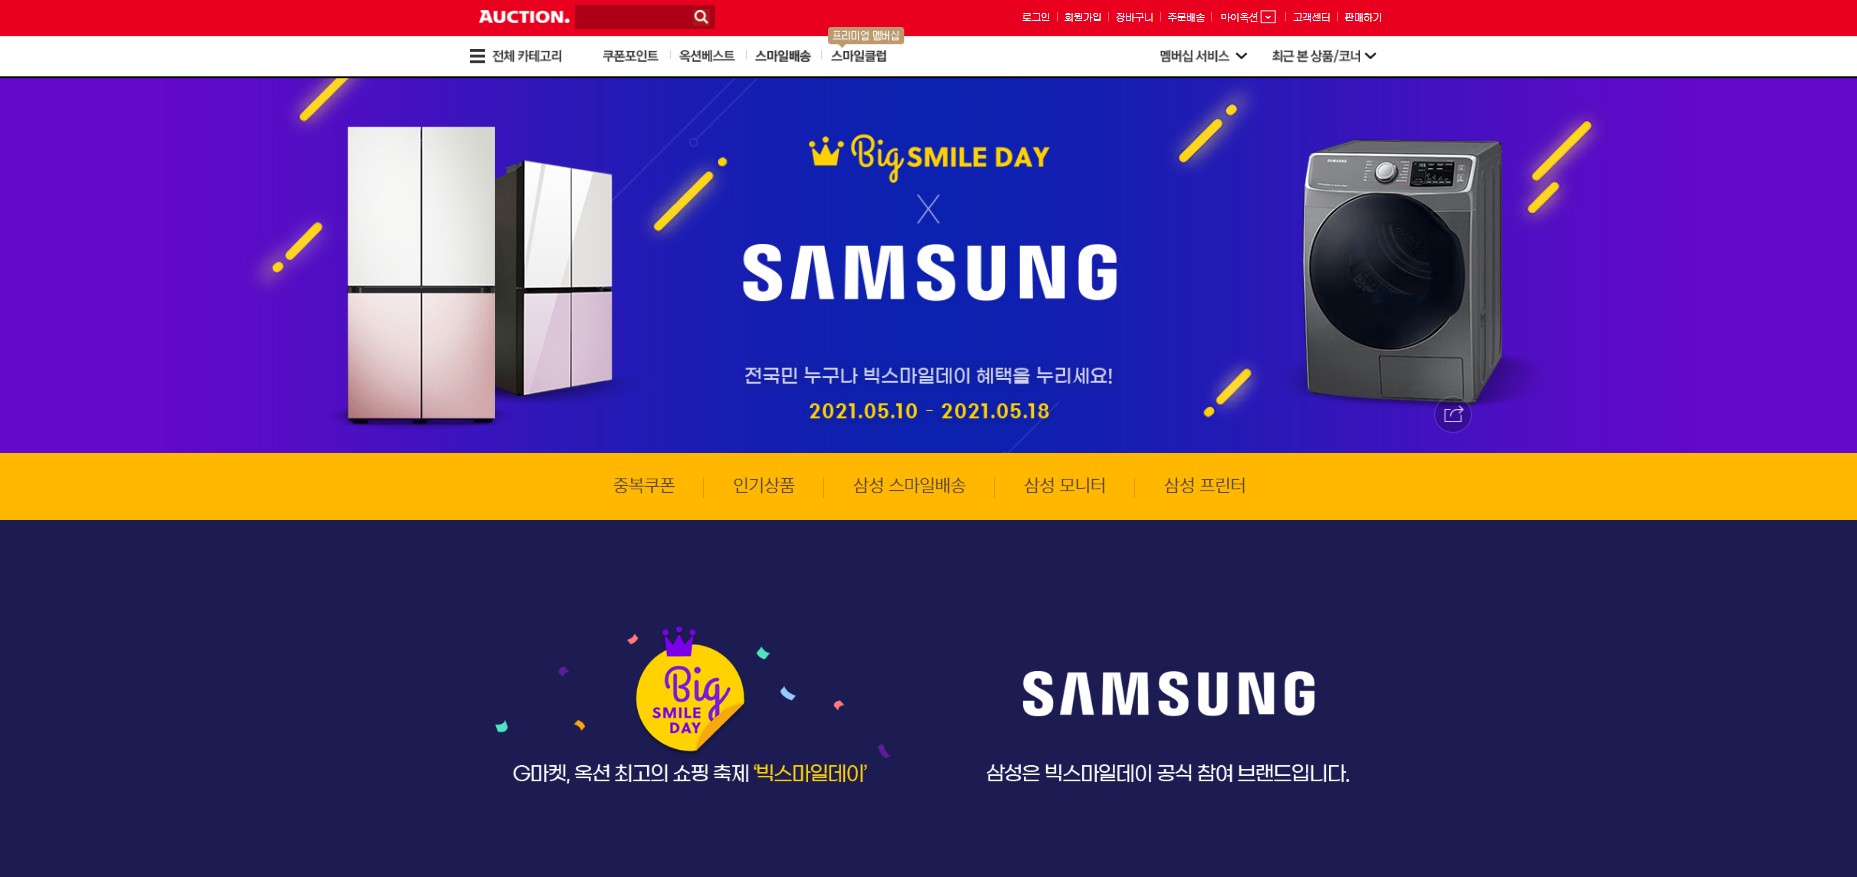 AUCTION.
로그인 회원가입 장바구니 주문배송 마이옥션 고객센터 판매하기
프리미엄 멤버십
전체 카테고리 쿠폰포인트 옥션베스트 스마일배송 스마일클럽 멤버십 서비스 최근 본 상품/코너
Big SMILE DAY
X
SAMSUNG
SAMSUNG
전국민 누구나 빅스마일데이 혜택을 누리세요!
2021.05.10 - 2021.05.18
중복쿠폰 인기상품 삼성 스마일배송 삼성 모니터 삼성 프린터
Big
SMILE
DAY
SAMSUNG
G마켓, 옥션 최고의 쇼핑 축제 '빅스마일데이'
삼성은 빅스마일데이 공식 참여 브랜드입니다.